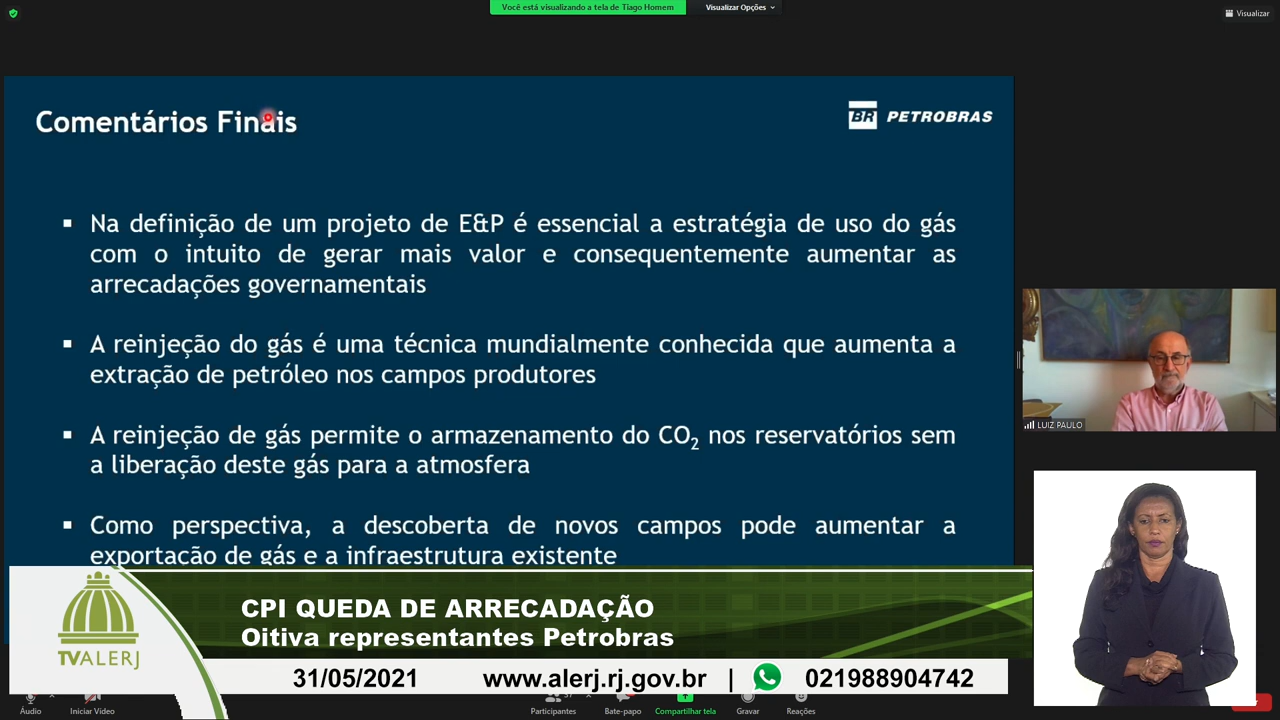 Você está visualizando a tela de Tiago Homem
Visualizar Opções
Visualizar
Comentários Finais
BR PETROBRAS
Na definição de um projeto de E&P é essencial a estratégia de uso do gás
com o intuito de gerar mais valor e consequentemente aumentar as
arrecadações governamentais
A reinjeção do gás é uma técnica mundialmente conhecida que aumenta a
extração de petróleo nos campos produtores
A reinjeção de gás permite o armazenamento do CO2 nos reservatórios sem
a liberação deste gás para a atmosfera
Como perspectiva, a descoberta de novos campos pode aumentar a
exportação de gás e a infraestrutura existente
LUIZ PAULO
CPI QUEDA DE ARRECADAÇÃO
Oitiva representantes Petrobras
TVALERJ
31/05/2021 www.alerj.rj.gov.br | 021988904742
Áudio
Iniciar Vídeo
Participantes
Bate-papo
Compartilhar tela
Gravar
Reações